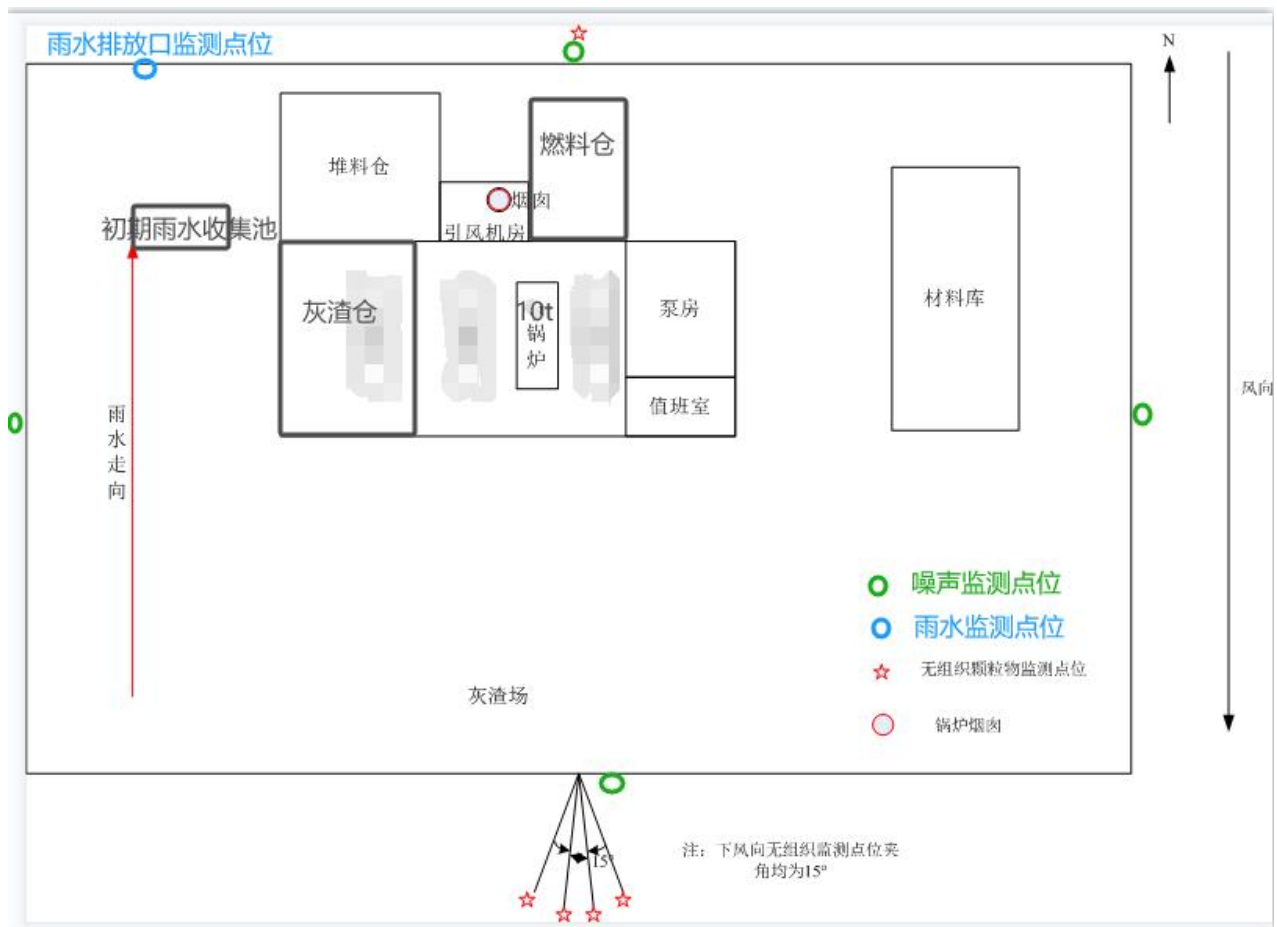 雨水排放口监测点位
N
燃料仓
堆料仓
烟囱
初期雨水收集池
引风机房
材料库
灰渣仓
10t
锅炉
泵房
风向
值班室
雨水走向
噪声监测点位
雨水监测点位
无组织颗粒物监测点位
灰渣场
锅炉烟囱
注：下风向无组织监测点位夹
角均为15°
15°